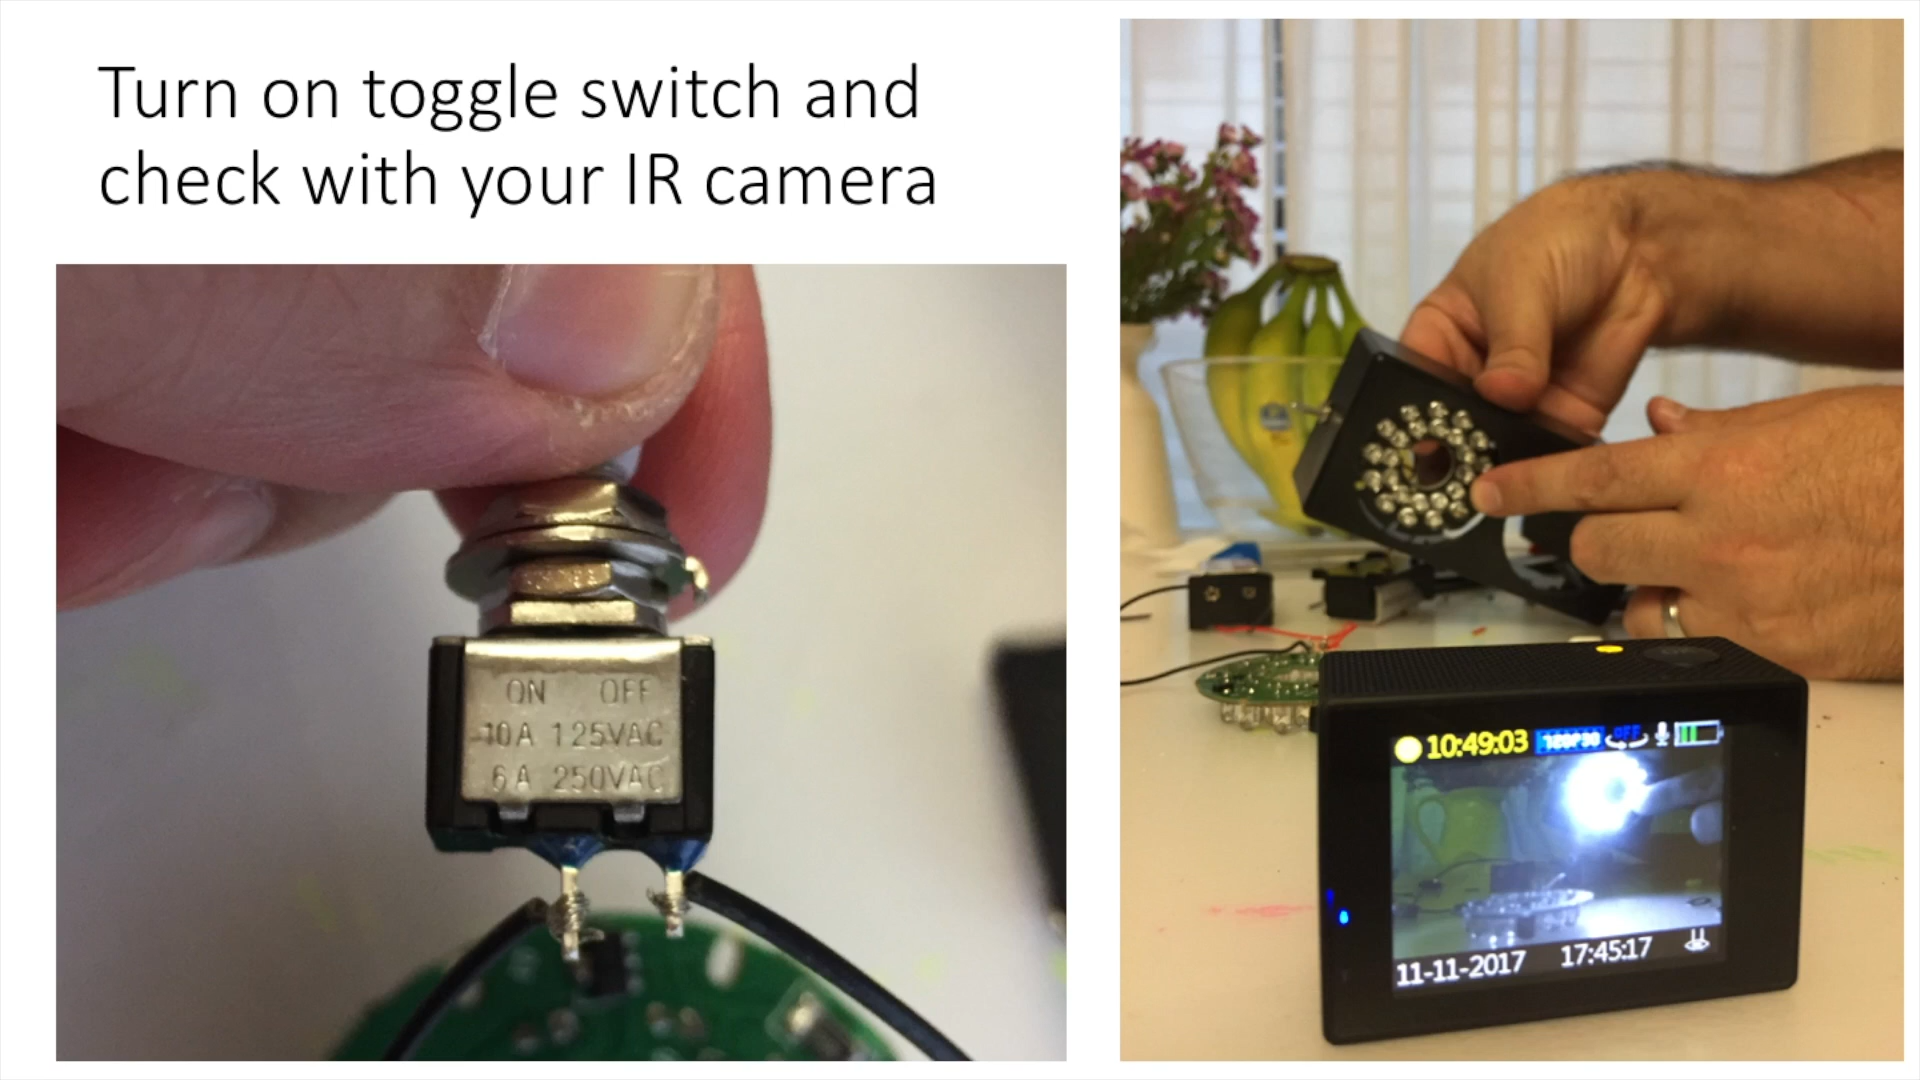 Turn on toggle switch and
check with your IR camera
ON OFF
10A 125VAC
6A 250VAC
10:49:03 OFF
11-11-2017 17:45:17